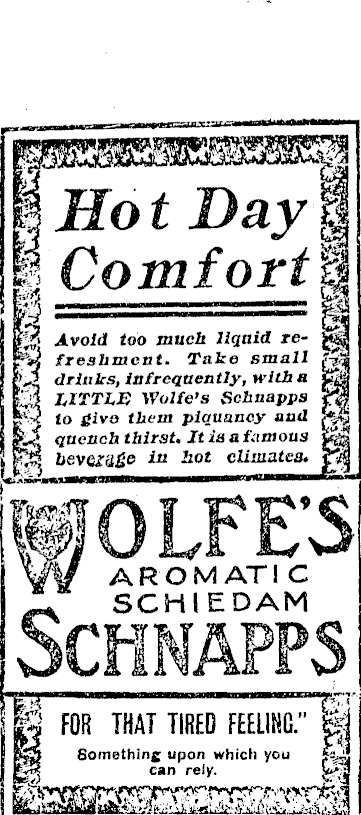 Hot Day
Comfort
Avoid too much liquid re-
freshment. Take small
drinks, infrequently, with a
LITTLE Wolfe's Schnapps
to give them piquancy and
quench thirst. It is a famous
beverage in hot climates.
WOLFE'S
AROMATIC
SCHIEDAM
SCHNAPPS
FOR THAT TIRED FEELING."
Something upon which you
can rely.